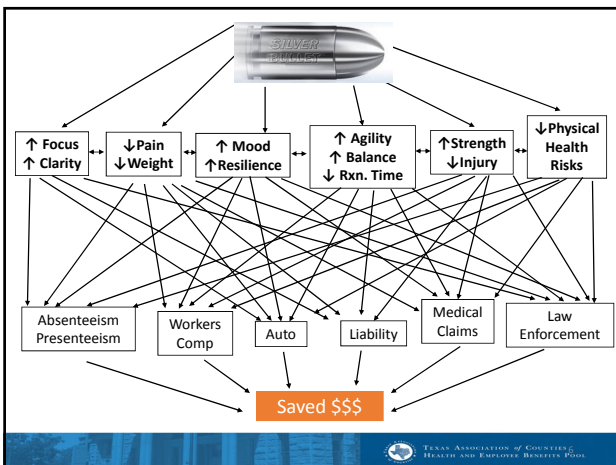 SILVER
BULLET
↑ Focus
↑ Clarity
↓Pain
↓Weight
↑ Mood
↑Resilience
↑ Agility
↑ Balance
↓ Rxn. Time
↑Strength
↓Injury
↓Physical
Health
Risks
Absenteeism
Presenteeism
Workers
Comp
Auto
Liability
Medical
Claims
Law
Enforcement
Saved $$$
TEXAS ASSOCIATION of COUNTIES
HEALTH AND EMPLOYEE BENEFITS POOL